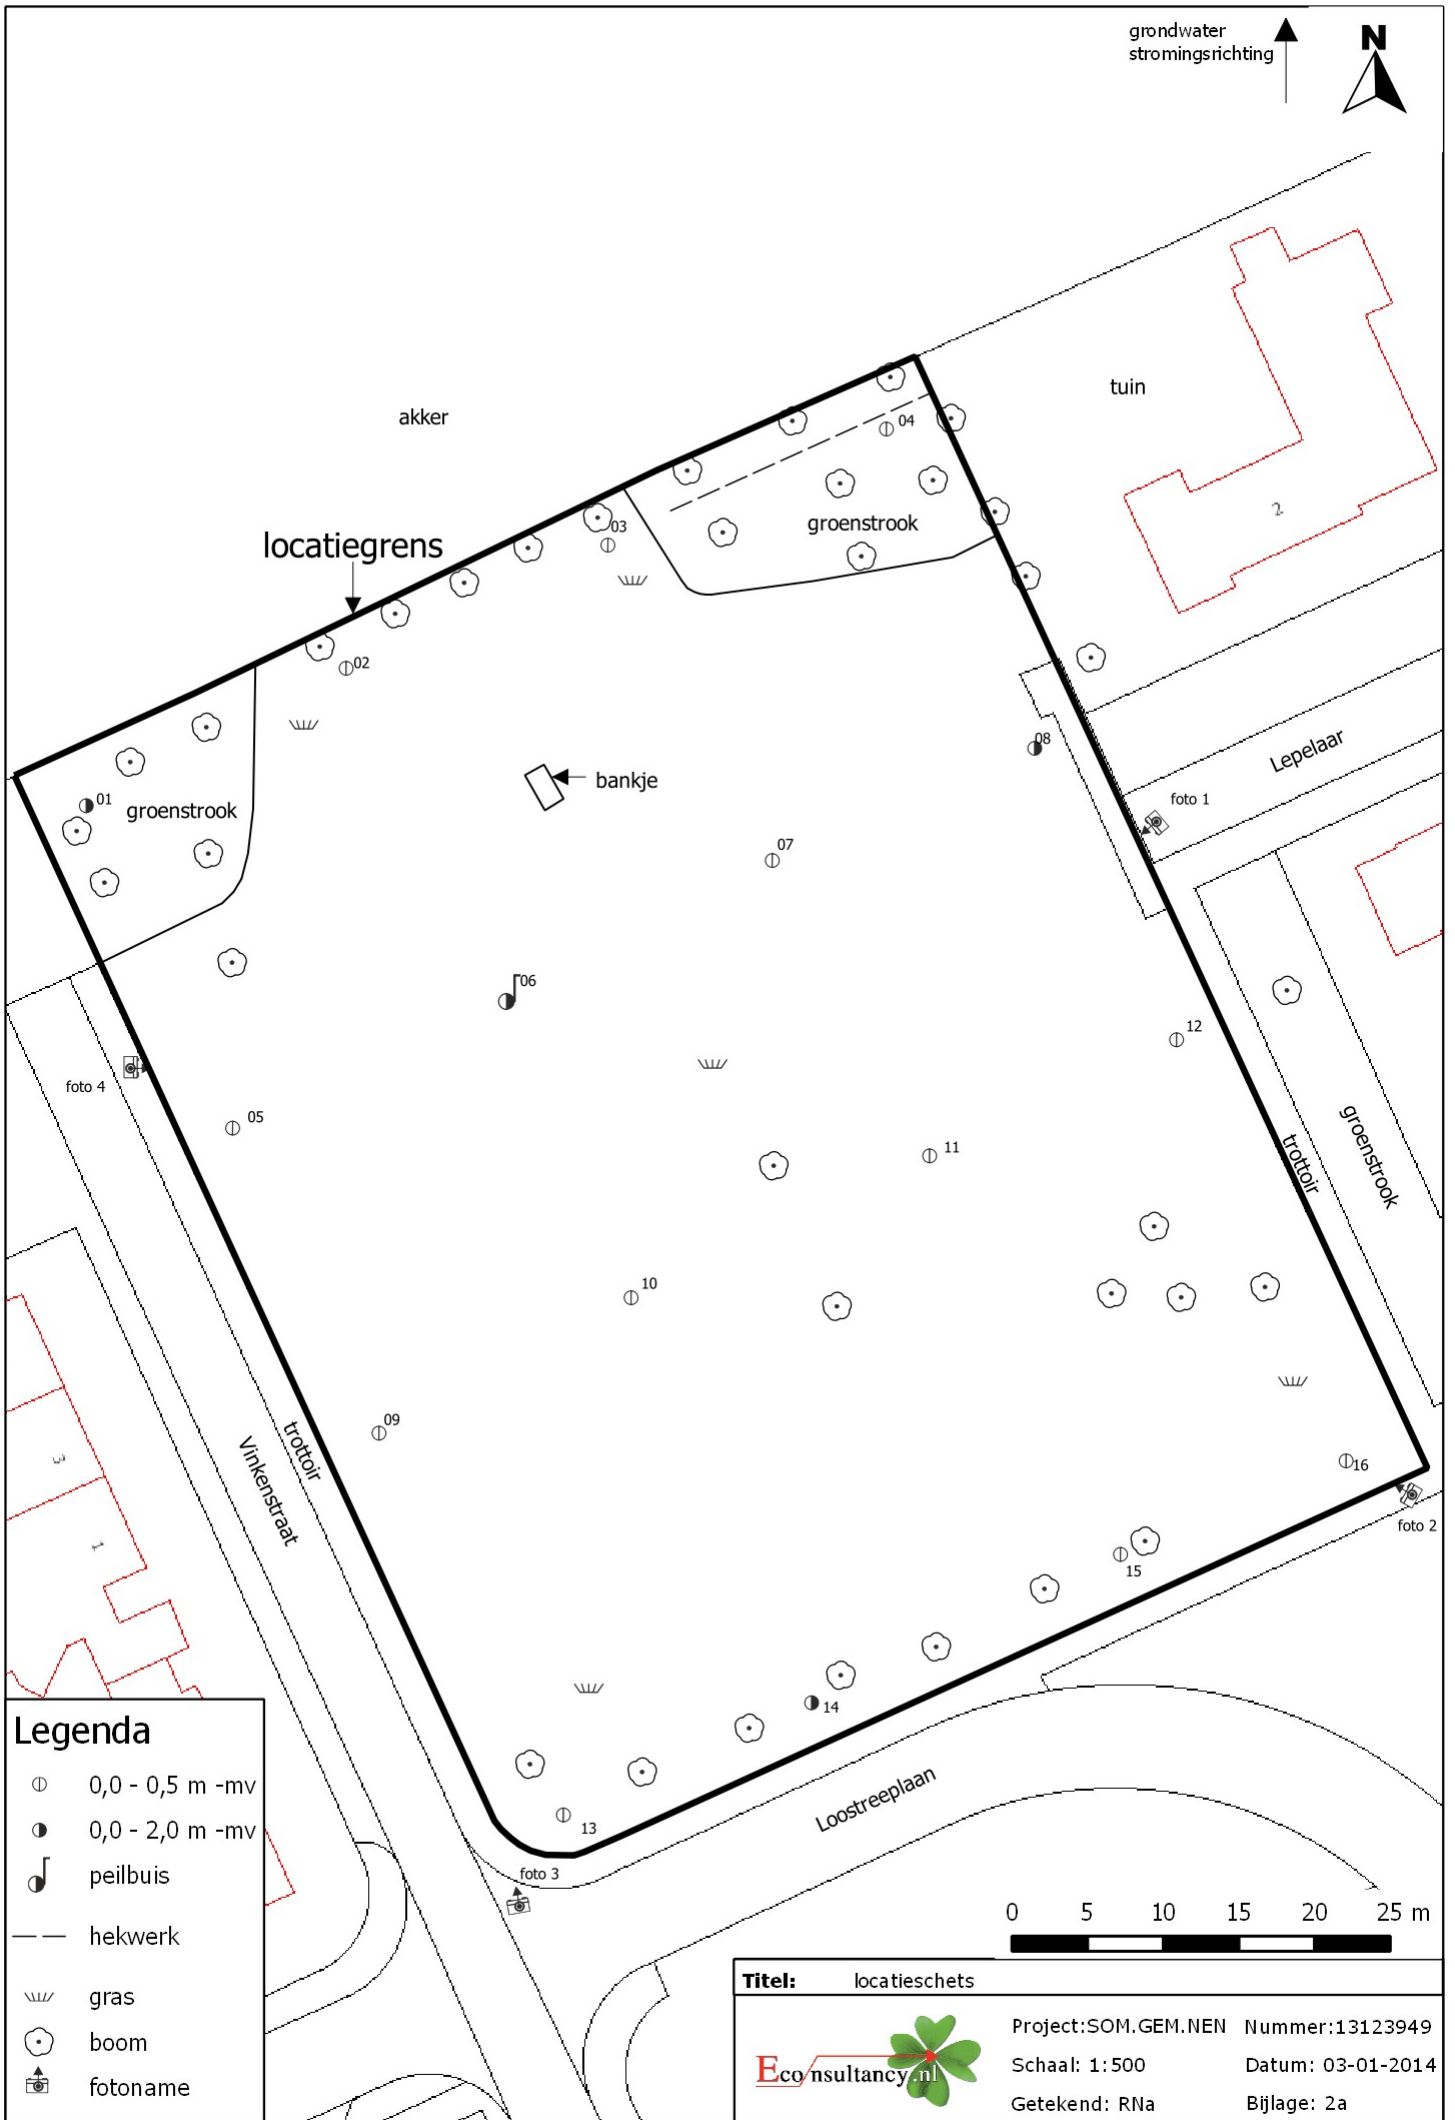 grondwater
stromingsrichting
N
tuin
akker
04
03
groenstrook
2
locatiegrens
02
08
Lepelaar
bankje
01
groenstrook
foto 1
07
06
12
foto 4
05
11
groenstrook
trottoir
10
09
trottoir
Vinkenstraat
3
16
foto 2
1
15
14
13
Loostreeplaan
foto 3
Legenda
0,0 - 0,5 m -mv
0,0 - 2,0 m -mv
peilbuis
hekwerk
gras
boom
fotoname
0 5 10 15 20 25 m
Titel: locatieschets
Econsultancy.nl
Project:SOM.GEM.NEN Nummer:13123949
Schaal: 1:500 Datum: 03-01-2014
Getekend: RNa Bijlage: 2a